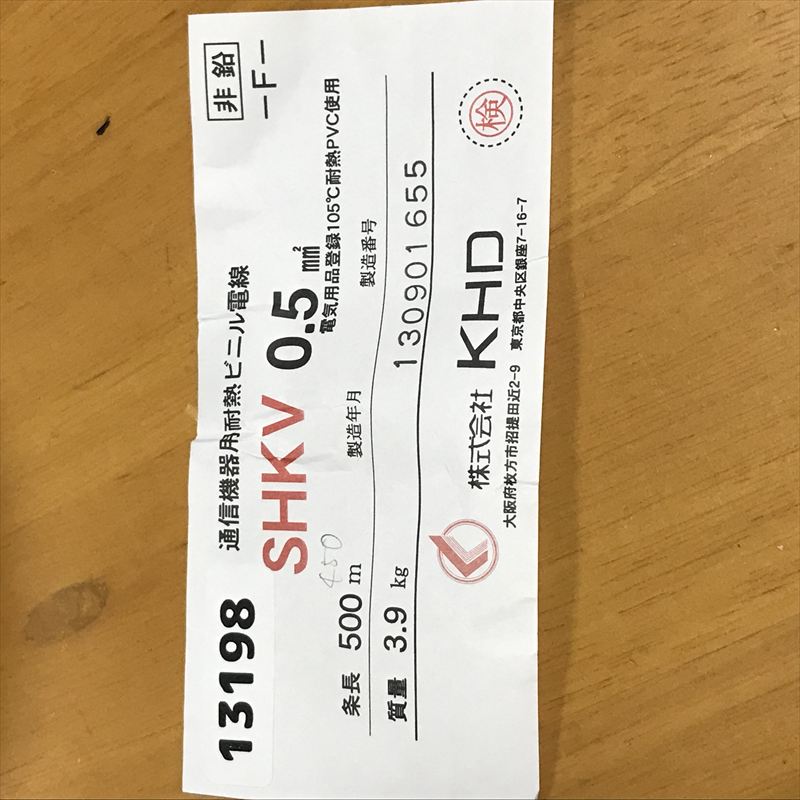 13198
通信機器用耐熱ビニル電線
非鉛
-F-
SHKV 0.5 mm²
電気用品登録105℃耐熱PVC使用
450
条長 500 m 製造年月 製造番号
質量 3.9 kg 130901655
株式会社 KHD
検
大阪府枚方市招提田近2-9 東京都中央区銀座7-16-7